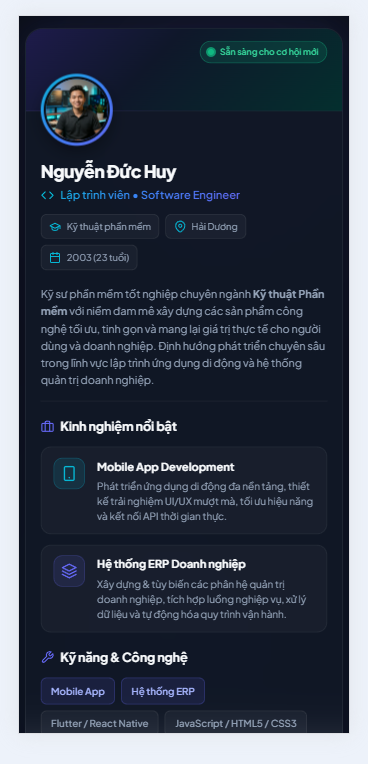 Sẵn sàng cho cơ hội mới
Nguyễn Đức Huy
Lập trình viên • Software Engineer
Kỹ thuật phần mềm
Hải Dương
2003 (23 tuổi)
Kỹ sư phần mềm tốt nghiệp chuyên ngành Kỹ thuật Phần
mềm với niềm đam mê xây dựng các sản phẩm công
nghệ tối ưu, tinh gọn và mang lại giá trị thực tế cho người
dùng và doanh nghiệp. Định hướng phát triển chuyên sâu
trong lĩnh vực lập trình ứng dụng di động và hệ thống
quản trị doanh nghiệp.
Kinh nghiệm nổi bật
Mobile App Development
Phát triển ứng dụng di động đa nền tảng, thiết
kế trải nghiệm UI/UX mượt mà, tối ưu hiệu năng
và kết nối API thời gian thực.
Hệ thống ERP Doanh nghiệp
Xây dựng & tùy biến các phân hệ quản trị
doanh nghiệp, tích hợp luồng nghiệp vụ, xử lý
dữ liệu và tự động hóa quy trình vận hành.
Kỹ năng & Công nghệ
Mobile App
Hệ thống ERP
Flutter / React Native
JavaScript / HTML5 / CSS3